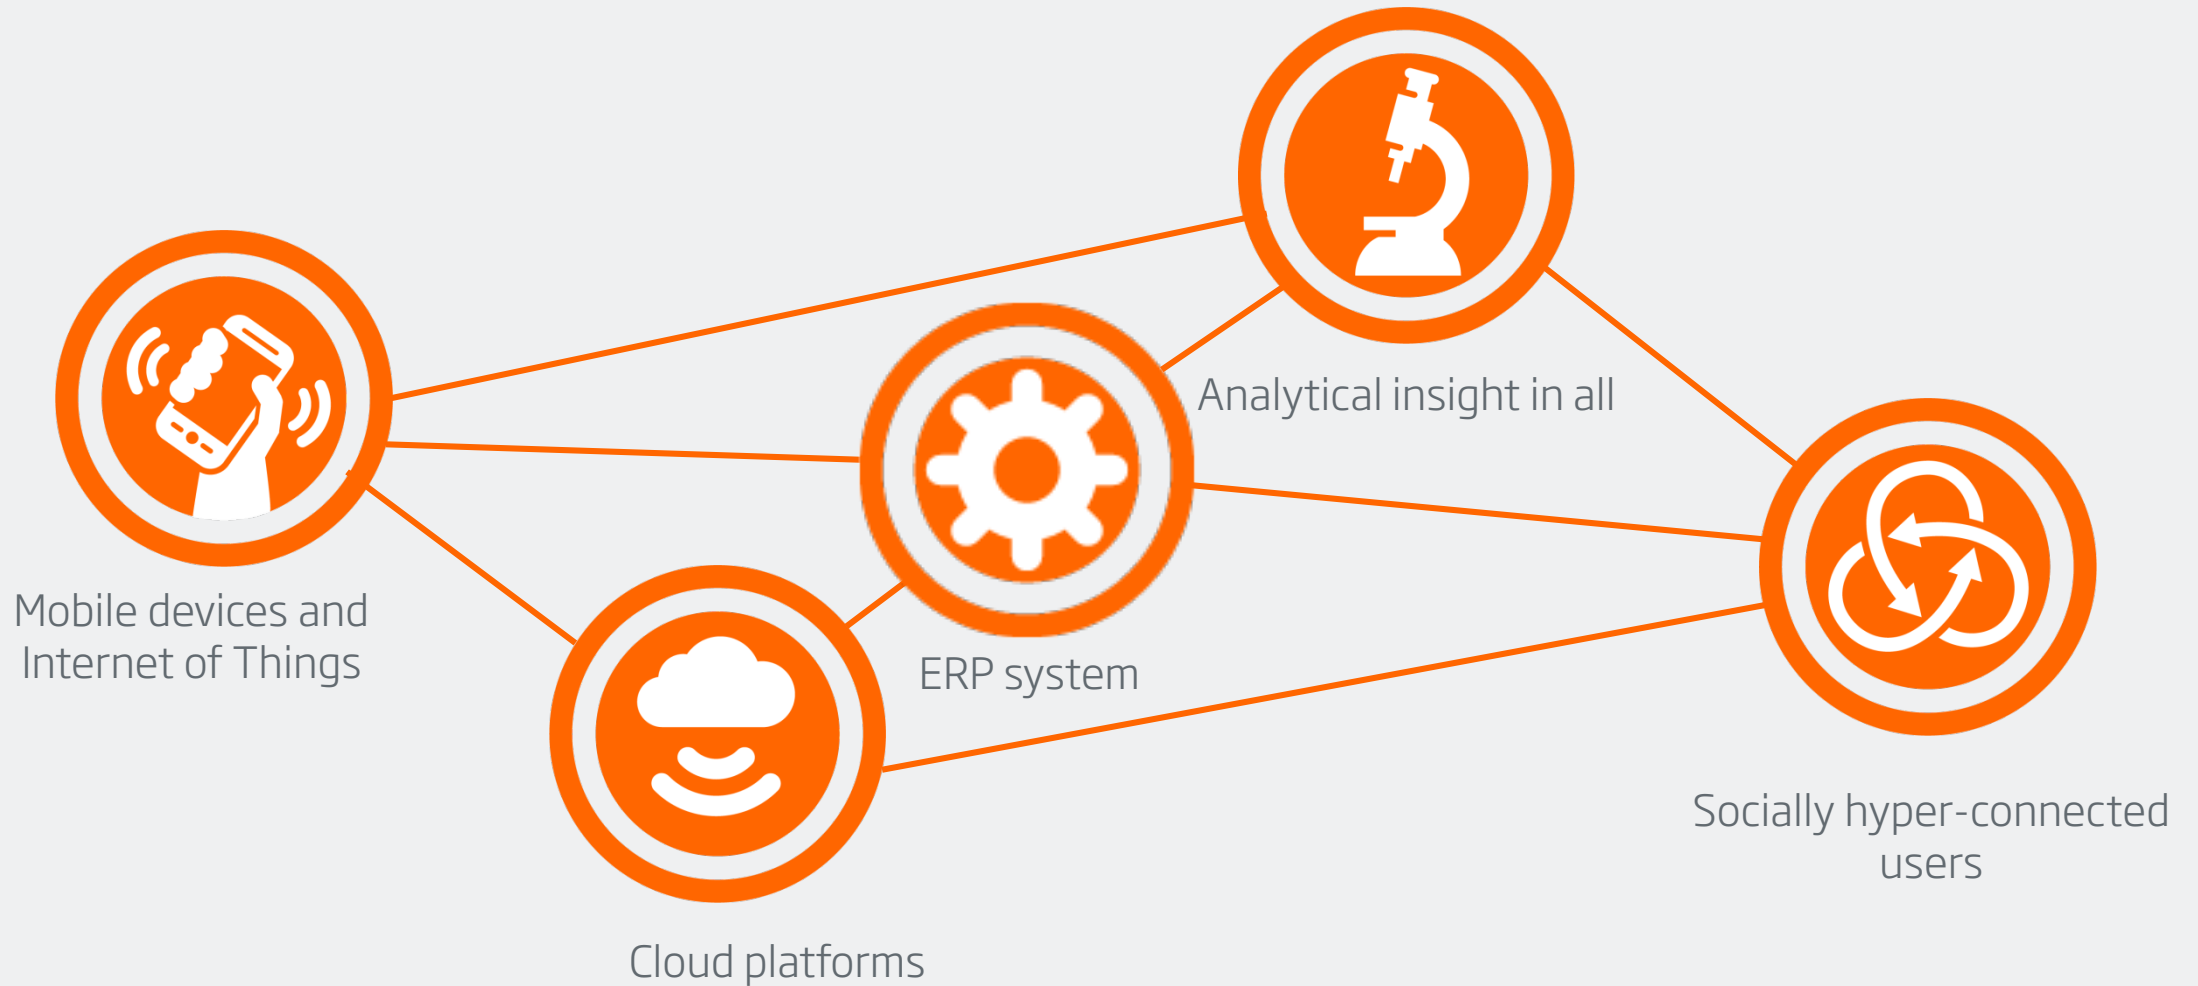 Analytical insight in all
Mobile devices and
Internet of Things
ERP system
Socially hyper-connected
users
Cloud platforms